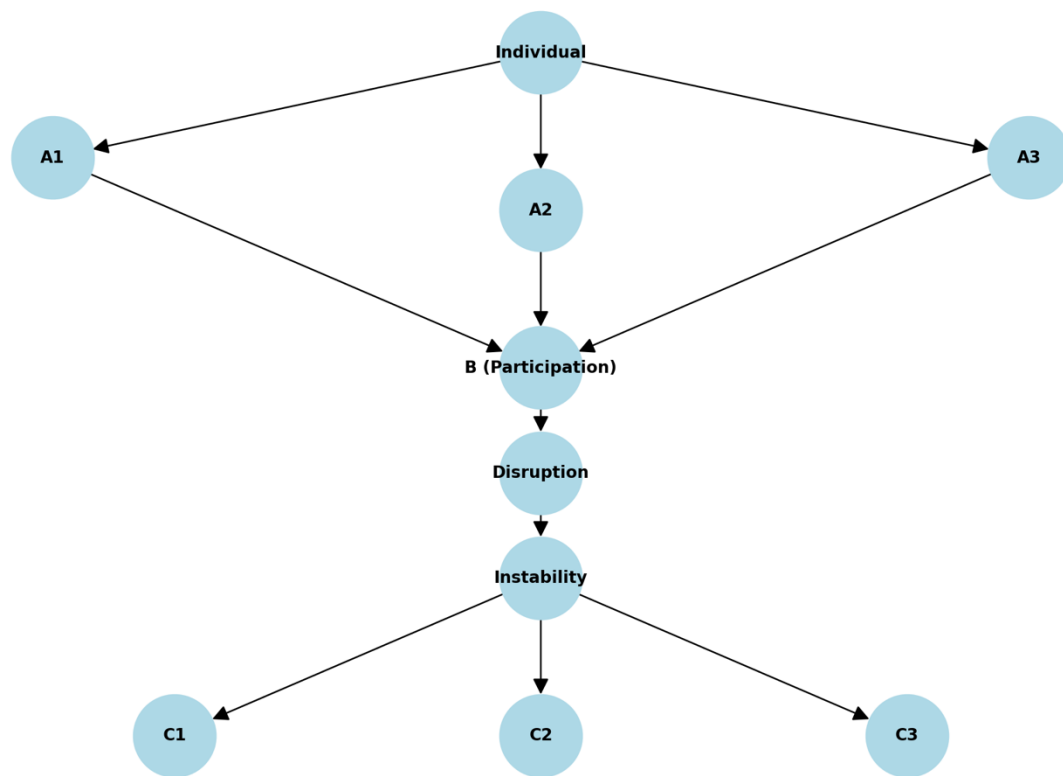 Individual
A1
A3
A2
B (Participation)
Disruption
Instability
C1
C2
C3